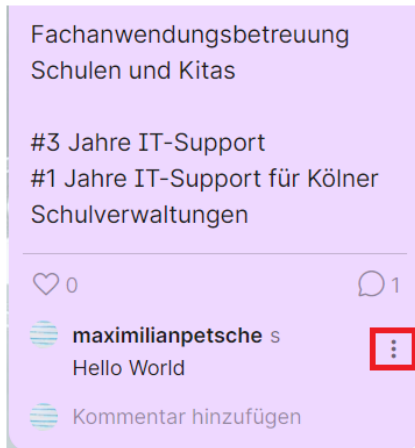 Fachanwendungsbetreuung
Schulen und Kitas
#3 Jahre IT-Support
#1 Jahre IT-Support für Kölner
Schulverwaltungen
0
1
maximilianpetsche s
Hello World
Kommentar hinzufügen